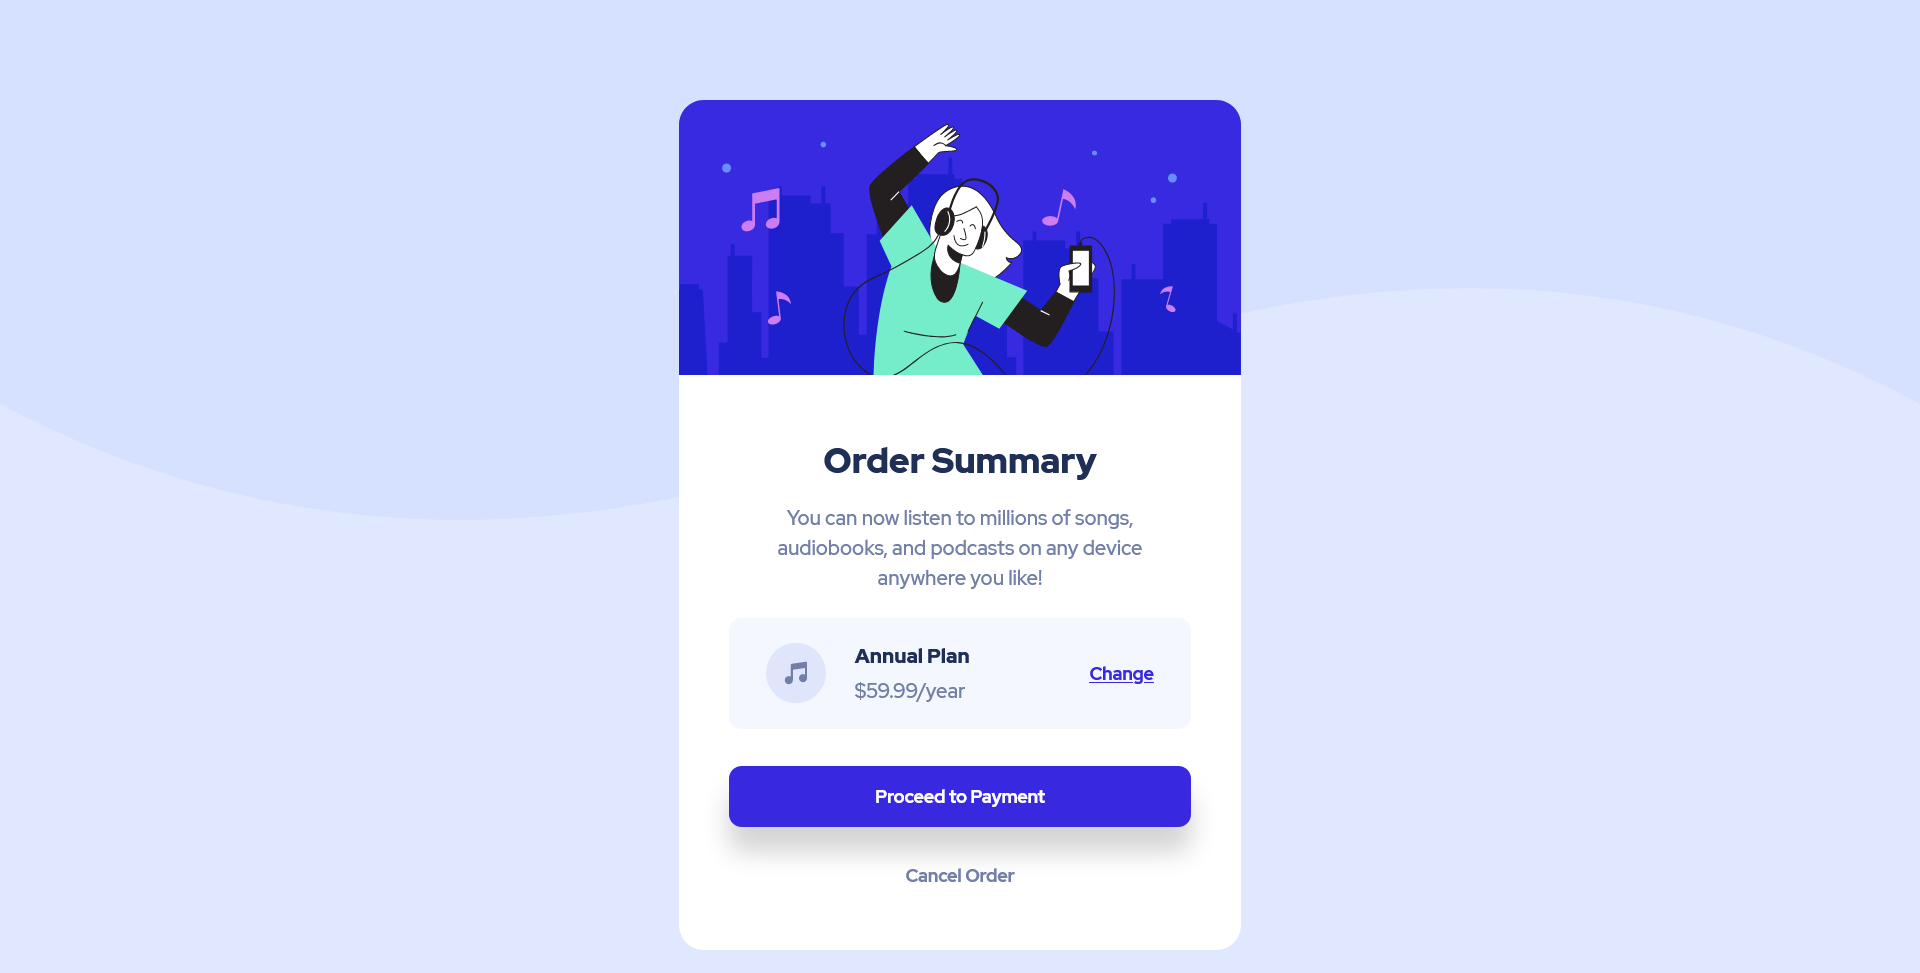 Order Summary
You can now listen to millions of songs,
audiobooks, and podcasts on any device
anywhere you like!
Annual Plan
$59.99/year
Change
Proceed to Payment
Cancel Order